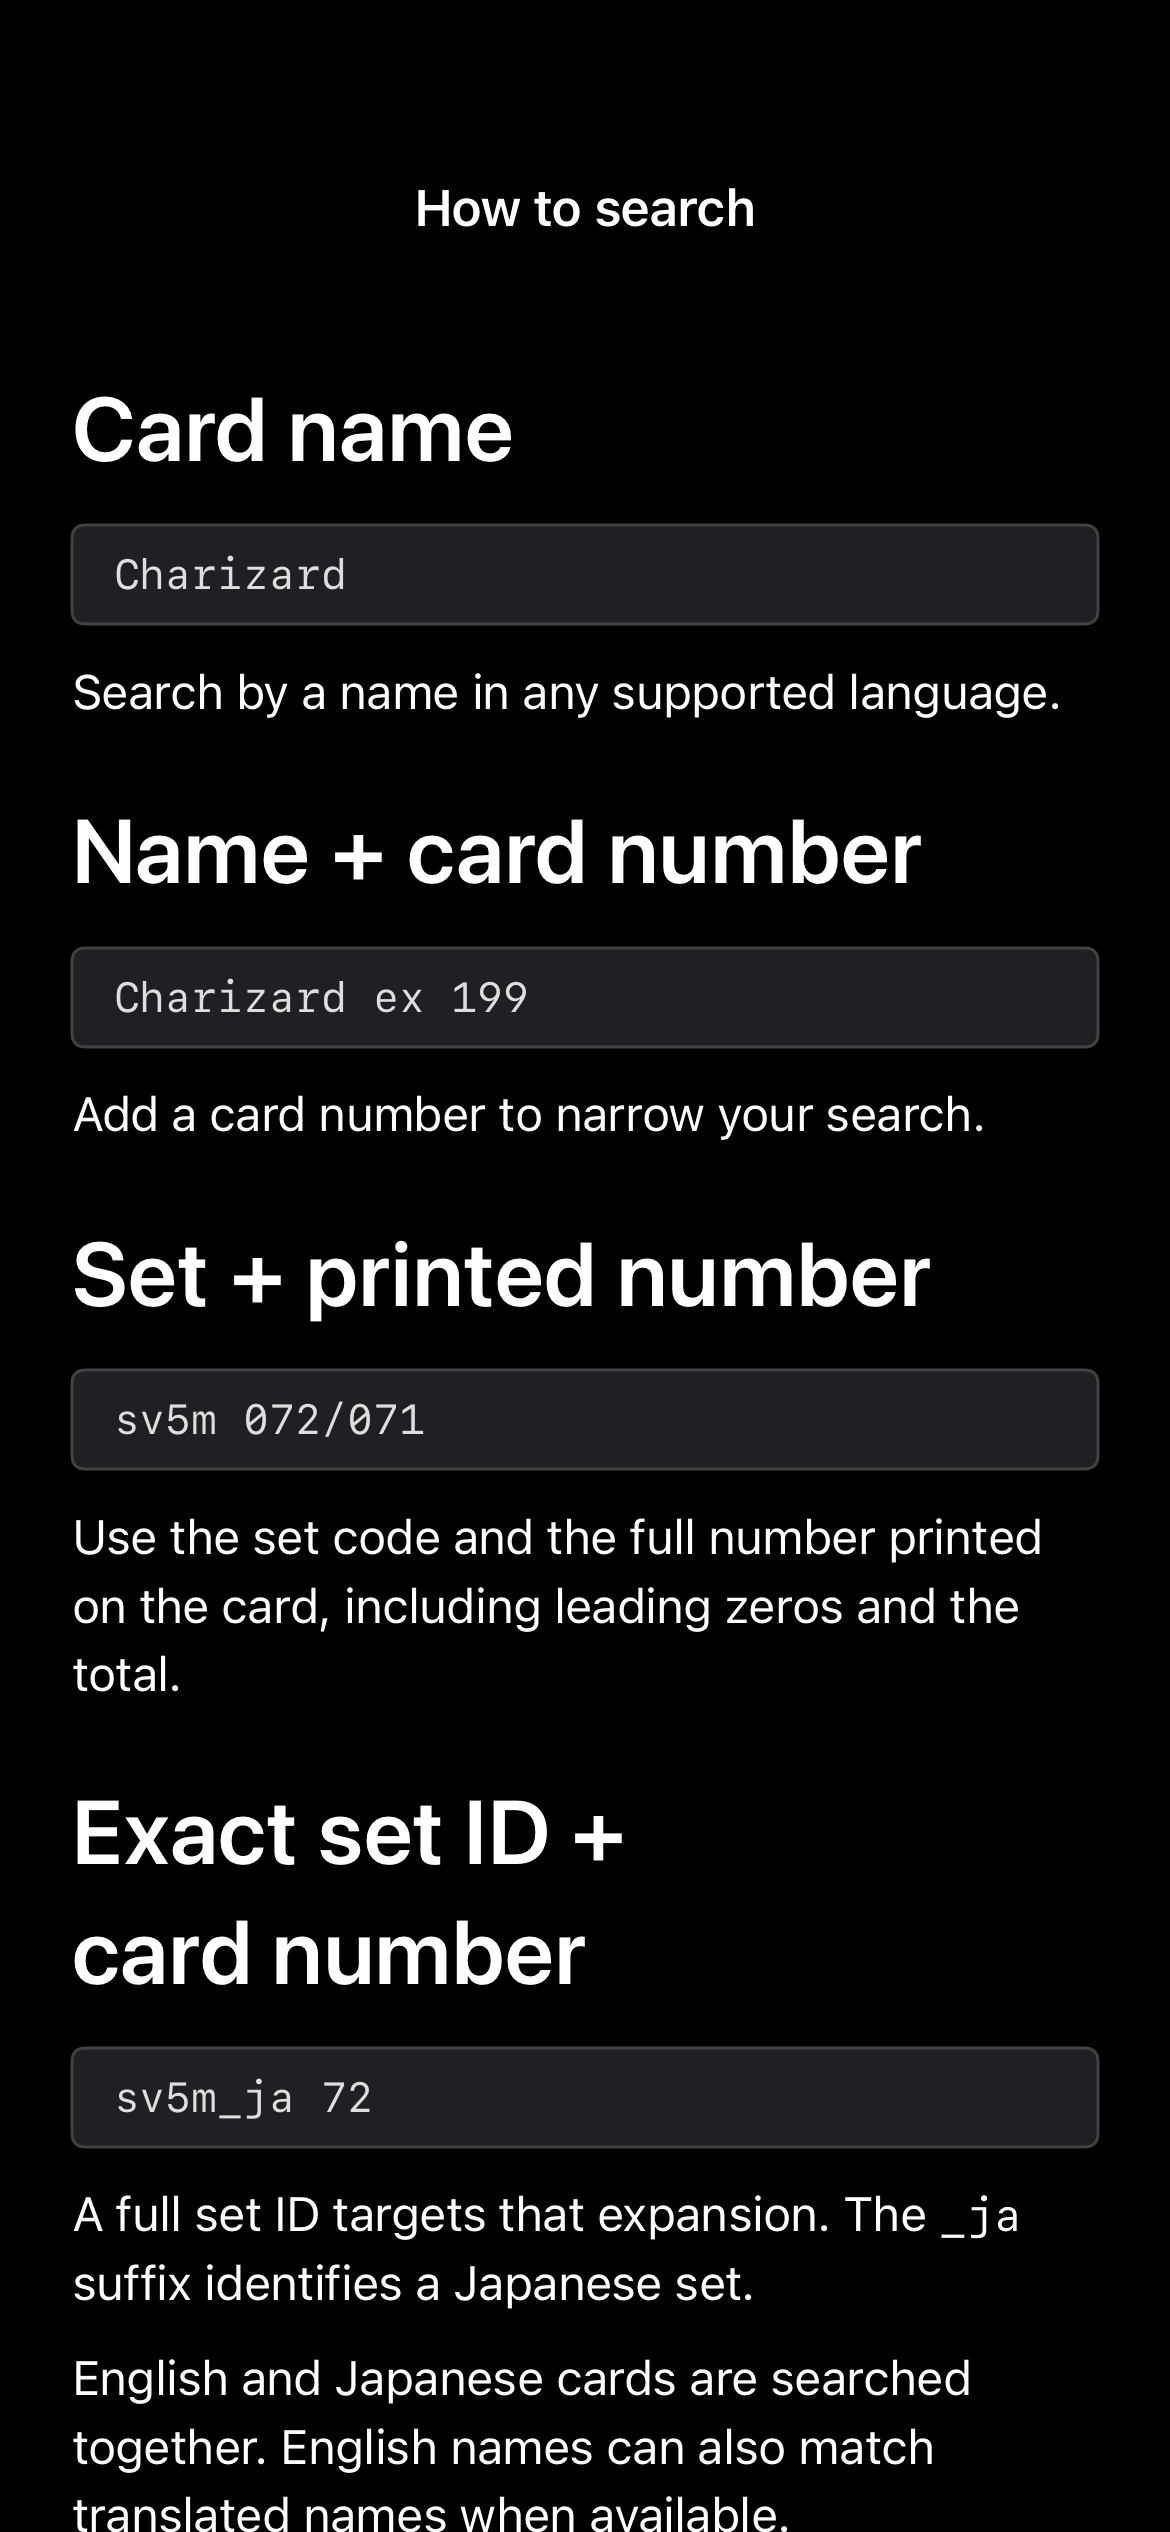 How to search
Card name
Charizard
Search by a name in any supported language.
Name + card number
Charizard ex 199
Add a card number to narrow your search.
Set + printed number
sv5m 072/071
Use the set code and the full number printed
on the card, including leading zeros and the
total.
Exact set ID +
card number
sv5m_ja 72
A full set ID targets that expansion. The _ja
suffix identifies a Japanese set.
English and Japanese cards are searched
together. English names can also match
translated names when available.